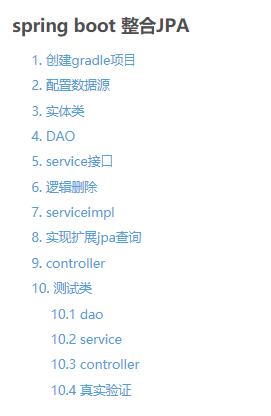 spring boot 整合JPA
1. 创建gradle项目
2. 配置数据源
3. 实体类
4. DAO
5. service接口
6. 逻辑删除
7. serviceimpl
8. 实现扩展jpa查询
9. controller
10. 测试类
10.1 dao
10.2 service
10.3 controller
10.4 真实验证